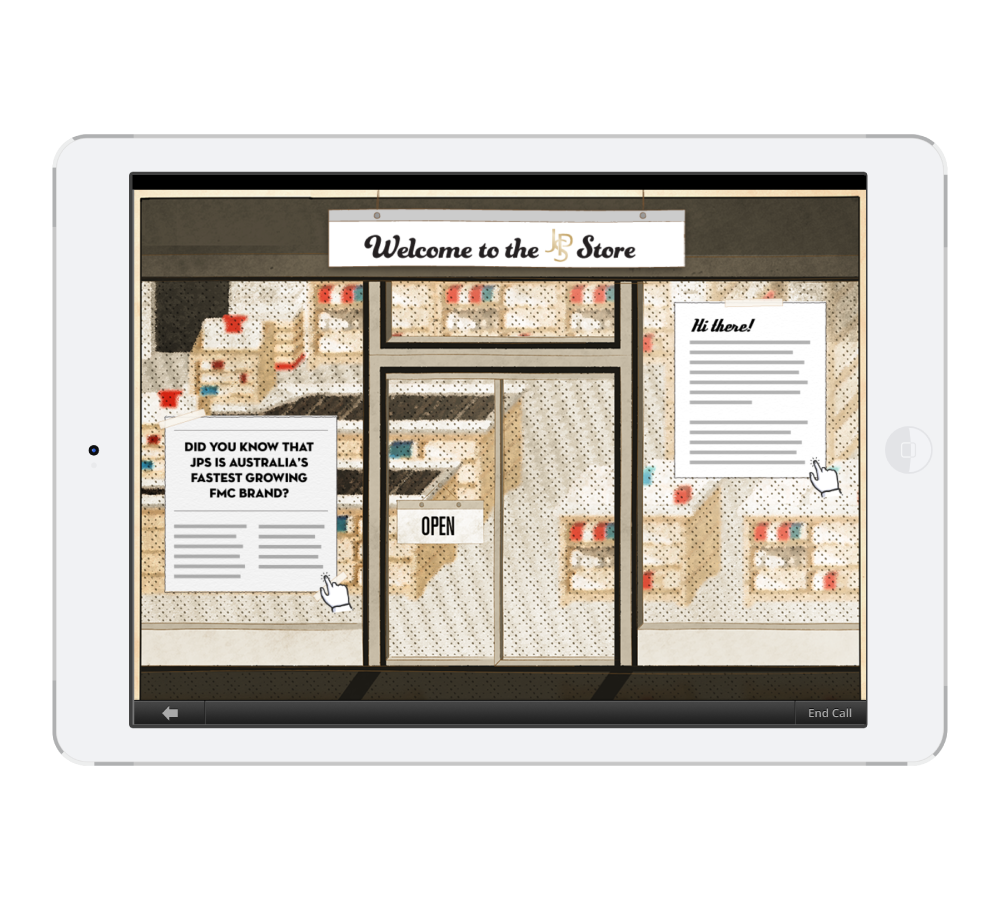 Welcome to the JPS Store
Hi there!
DID YOU KNOW THAT
JPS IS AUSTRALIA'S
FASTEST GROWING
FMC BRAND?
OPEN
End Call